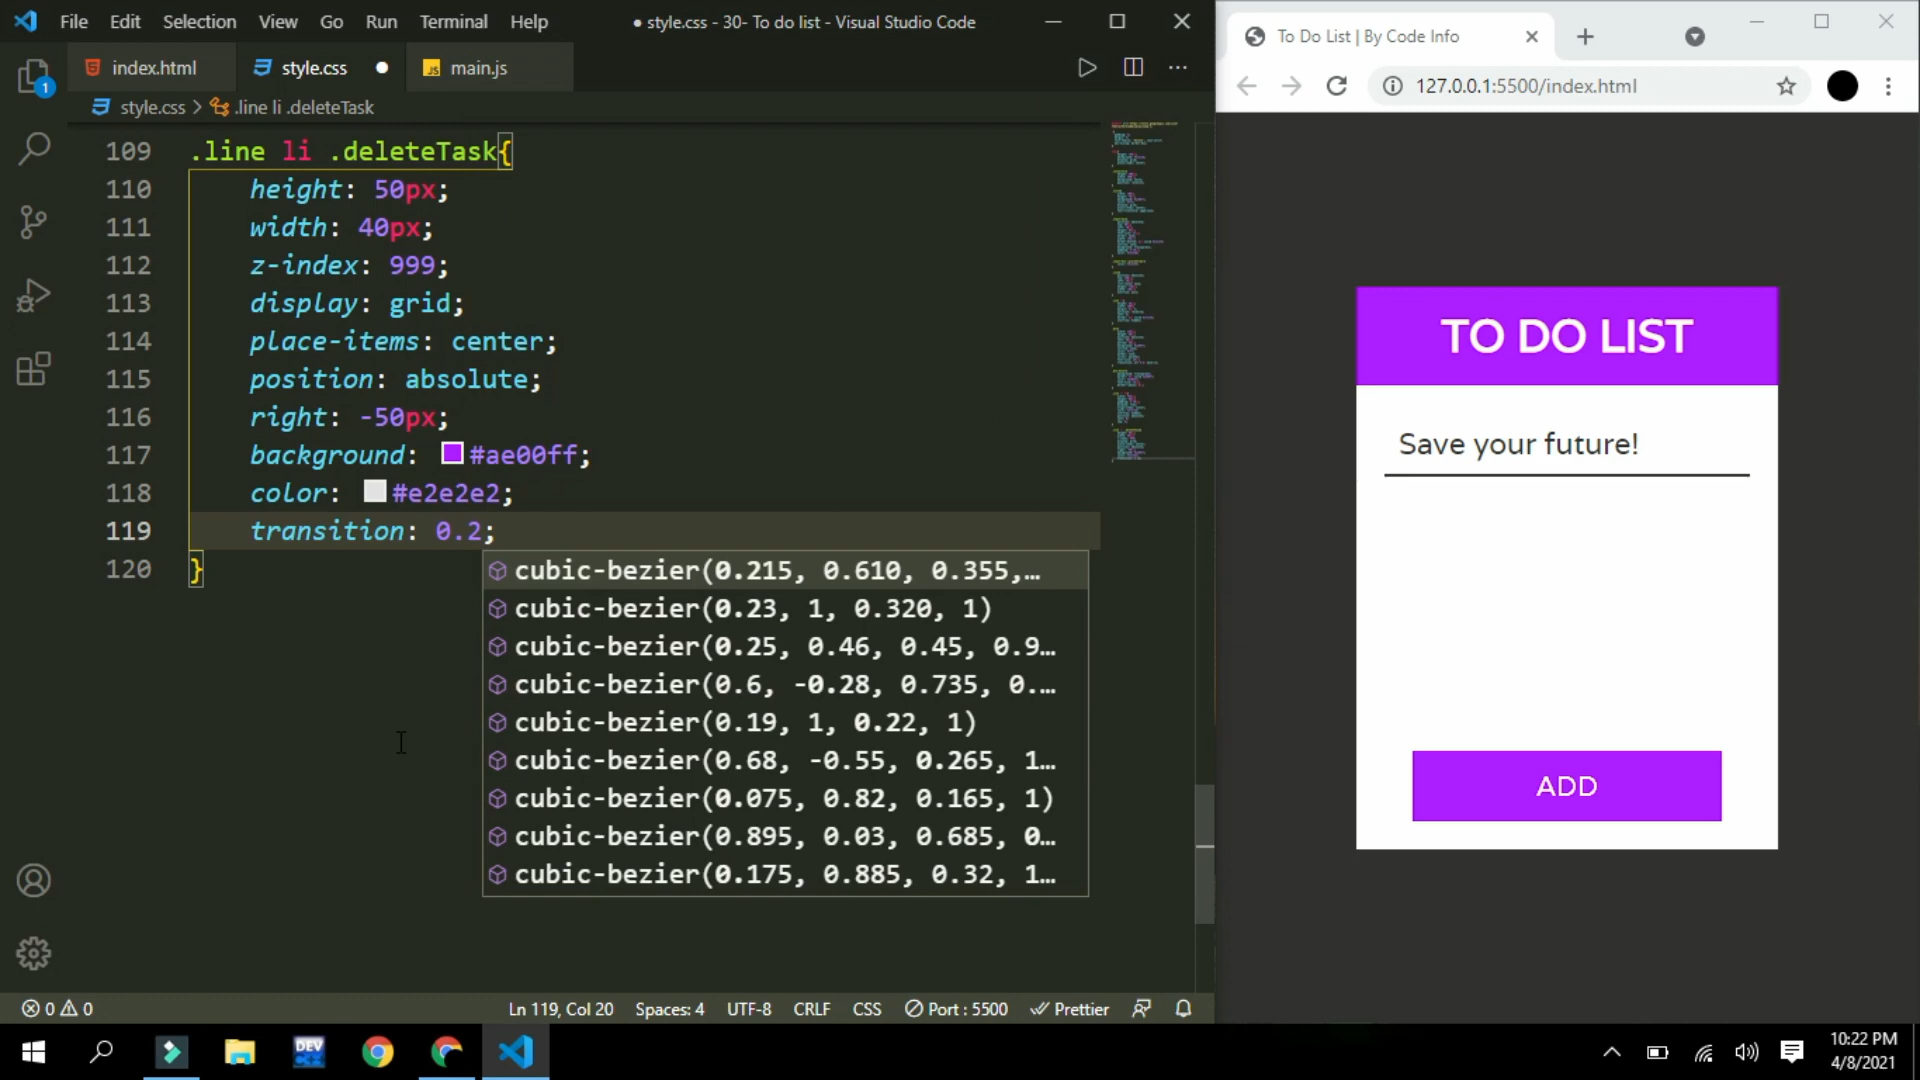 File Edit Selection View Go Run Terminal Help
● style.css - 30- To do list - Visual Studio Code
index.html
style.css
main.js
style.css > .line li .deleteTask
109 .line li .deleteTask{
110 height: 50px;
111 width: 40px;
112 z-index: 999;
113 display: grid;
114 place-items: center;
115 position: absolute;
116 right: -50px;
117 background: #ae00ff;
118 color: #e2e2e2;
119 transition: 0.2;
120 }
cubic-bezier(0.215, 0.610, 0.355,…
cubic-bezier(0.23, 1, 0.320, 1)
cubic-bezier(0.25, 0.46, 0.45, 0.9…
cubic-bezier(0.6, -0.28, 0.735, 0.…
cubic-bezier(0.19, 1, 0.22, 1)
cubic-bezier(0.68, -0.55, 0.265, 1…
cubic-bezier(0.075, 0.82, 0.165, 1)
cubic-bezier(0.895, 0.03, 0.685, 0…
cubic-bezier(0.175, 0.885, 0.32, 1…
1
JS
0 0
Ln 119, Col 20
Spaces: 4
UTF-8
CRLF
CSS
Port : 5500
Prettier
To Do List | By Code Info
127.0.0.1:5500/index.html
TO DO LIST
Save your future!
ADD
DEV
C++
10:22 PM
4/8/2021